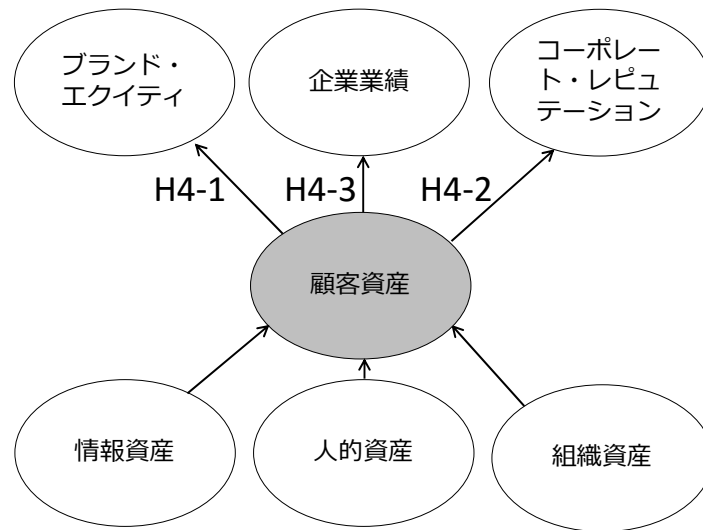 ブランド・
エクイティ
企業業績
コーポレー
ト・レピュ
テーション
H4-1
H4-3
H4-2
顧客資産
情報資産
人的資産
組織資産